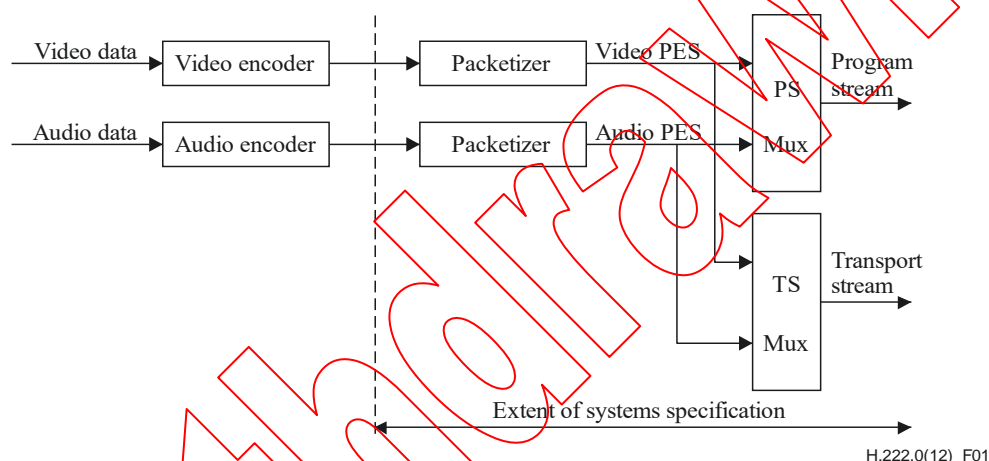 Video data
Video encoder
Packetizer
Video PES
PS
Mux
Program
stream
Audio data
Audio encoder
Packetizer
Audio PES
TS
Mux
Transport
stream
Extent of systems specification
H.222.0(12)_F01